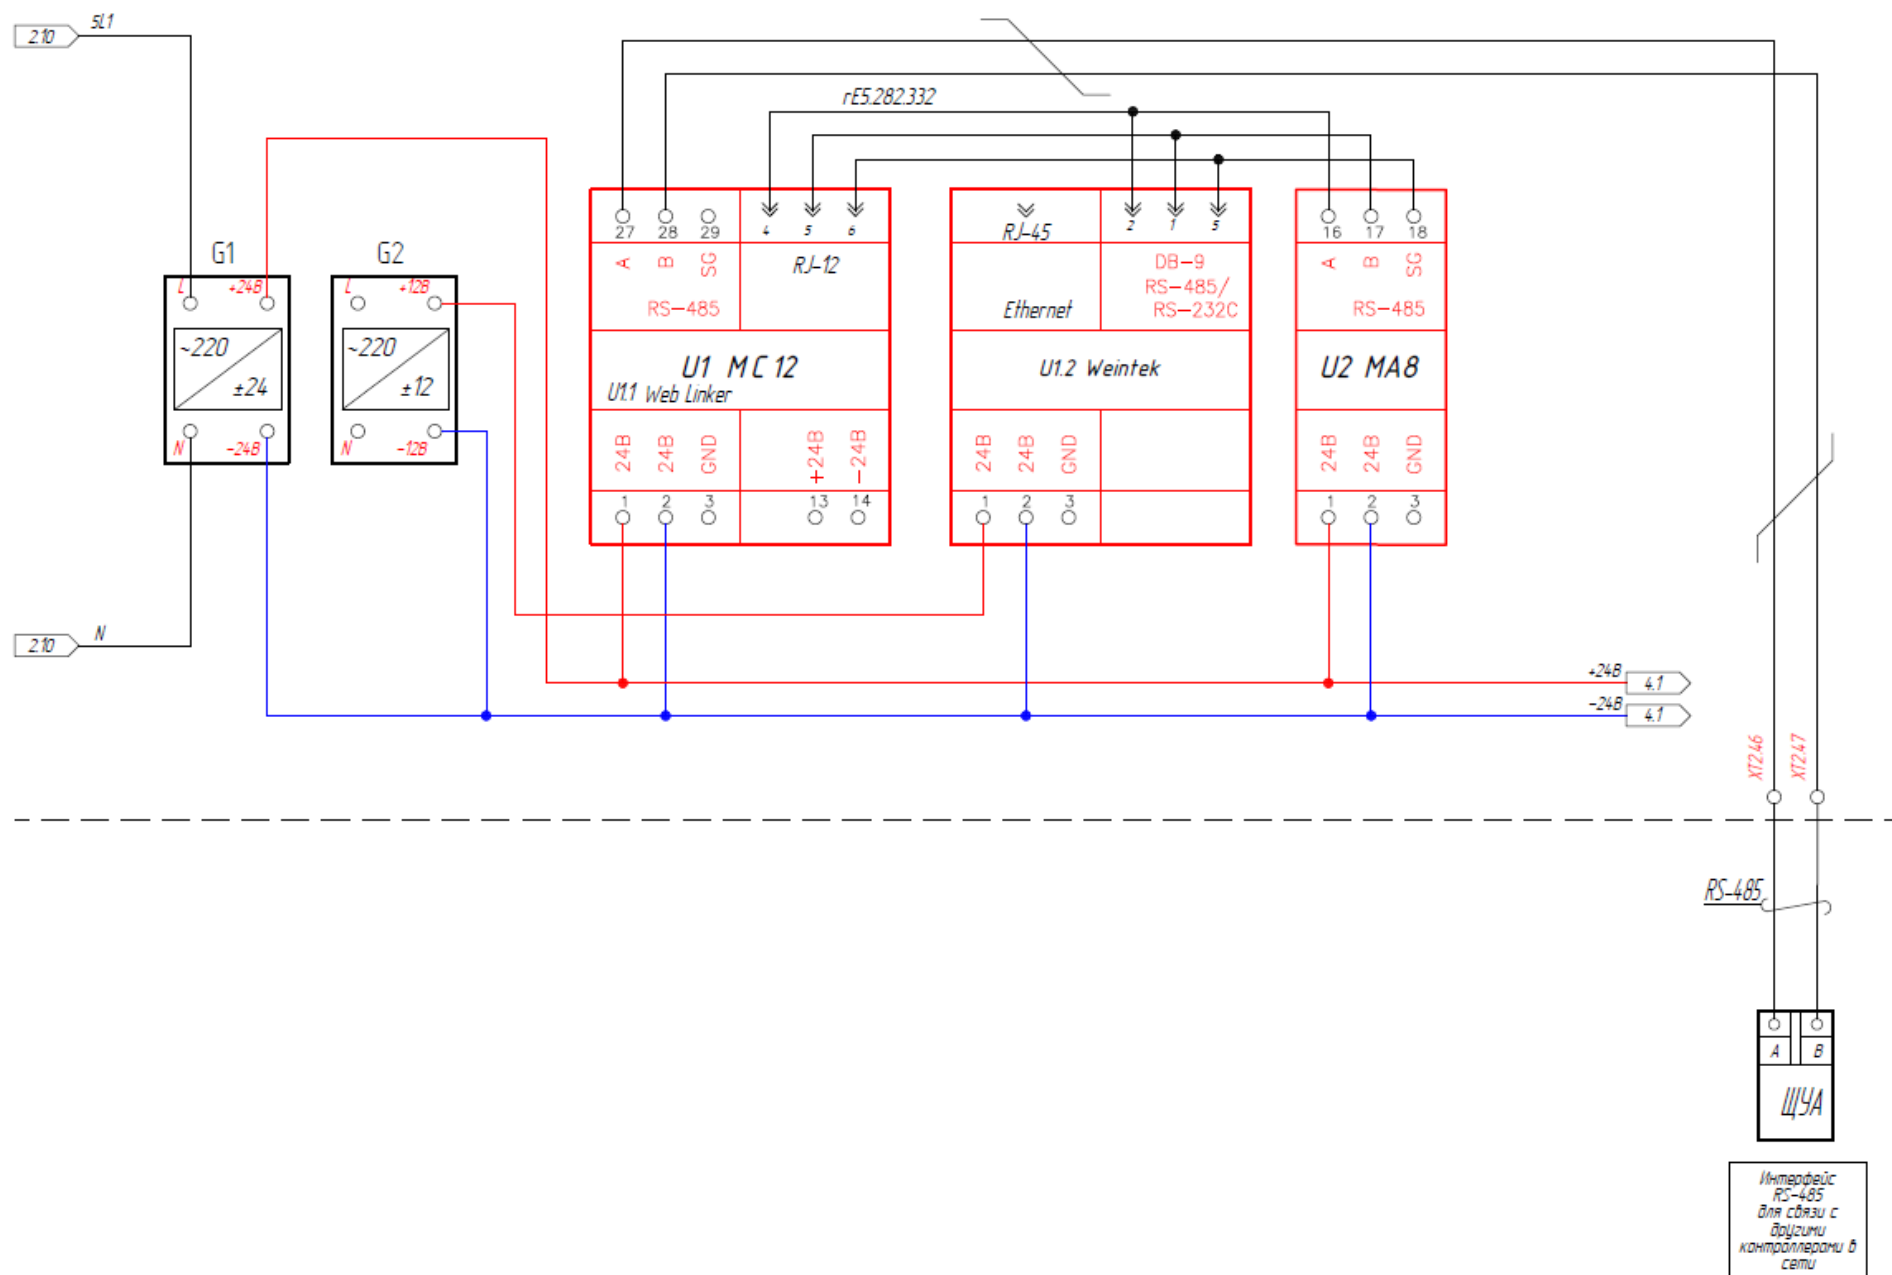 2.10
5L1
гЕ5.282.332
27 28 29
4 5 6
RJ-45
2 1 5
16 17 18
A B SG
RS-485
RJ-12
Ethernet
DB-9
RS-485/
RS-232C
A B SG
RS-485
G1
G2
L +24В
L +12В
~220
±24
~220
±12
N -24В
N -12В
U1 MC 12
U1.1 Web Linker
U1.2 Weintek
U2 MA8
24В 24В GND
+24В -24В
24В 24В GND
24В 24В GND
1 2 3
13 14
1 2 3
1 2 3
2.10
N
+24В
4.1
-24В
4.1
XT2.46
XT2.47
RS-485
A B
ЩУА
Интерфейс
RS-485
для связи с
другими
контроллерами в
сети